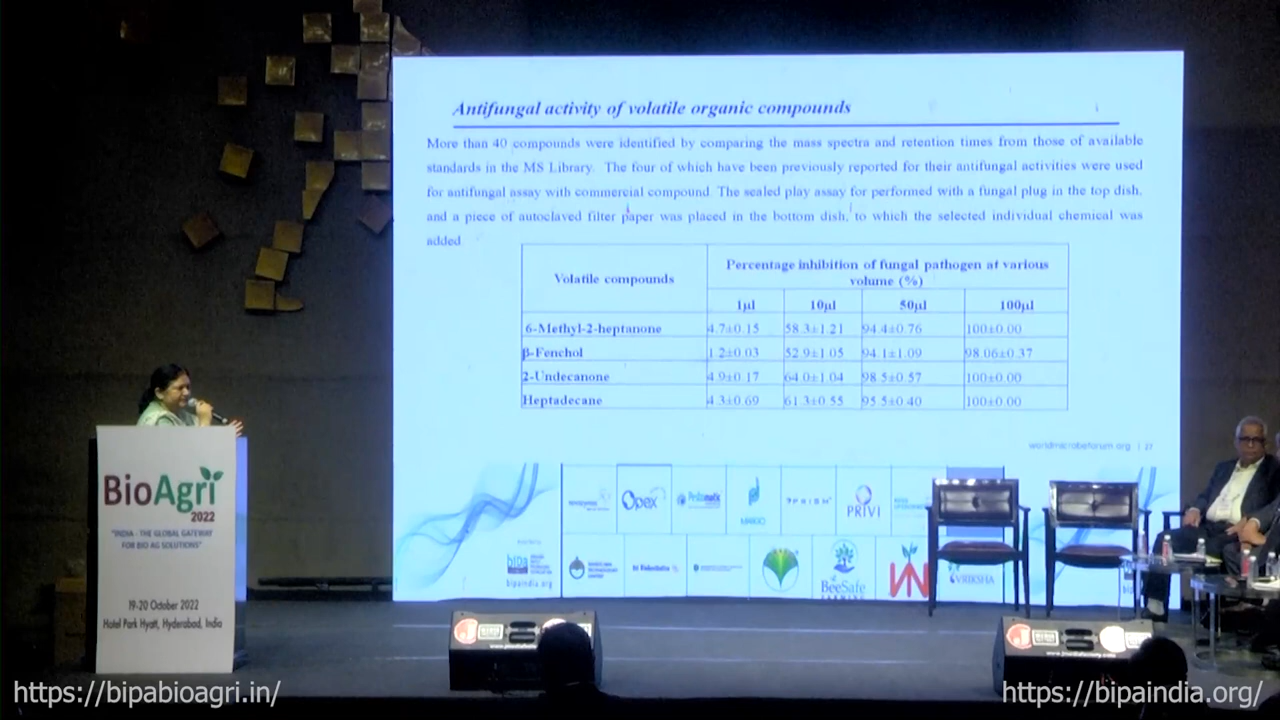 Antifungal activity of volatile organic compounds
More than 40 compounds were identified by comparing the mass spectra and retention times from those of available
standards in the MS Library. The four of which have been previously reported for their antifungal activities were used
for antifungal assay with commercial compound. The sealed play assay for performed with a fungal plug in the top dish,
and a piece of autoclaved filter paper was placed in the bottom dish, to which the selected individual chemical was
added
Volatile compounds
Percentage inhibition of fungal pathogen at various
volume (%)
1µl 10µl 50µl 100µl
6-Methyl-2-heptanone 4.7±0.15 58.3±1.21 94.4±0.76 100±0.00
β-Fenchol 1.2±0.03 52.9±1.05 94.1±1.09 98.06±0.37
2-Undecanone 4.9±0.17 64.0±1.04 98.5±0.57 100±0.00
Heptadecane 4.3±0.69 61.3±0.55 95.5±0.40 100±0.00
worldmicrobeforum.org | 27
Opex
PRISM
PRIVI
bipa
bipaindia.org
BeeSafe
VRIKSHA
BioAgri
2022
"INDIA - THE GLOBAL GATEWAY
FOR BIO AG SOLUTIONS"
19-20 October 2022
Hotel Park Hyatt, Hyderabad, India
https://bipabioagri.in/
https://bipaindia.org/